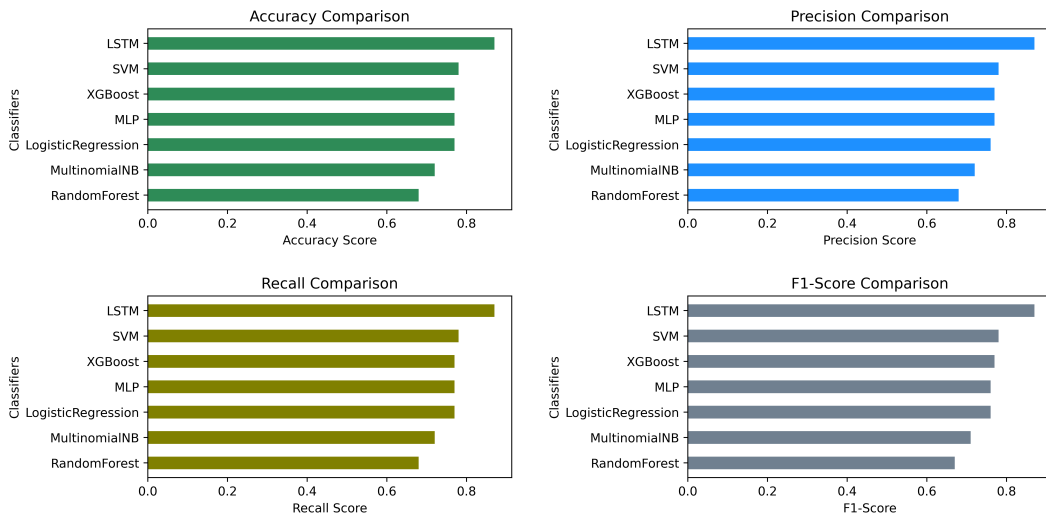 Accuracy Comparison
Classifiers
LSTM
SVM
XGBoost
MLP
LogisticRegression
MultinomialNB
RandomForest
0.0 0.2 0.4 0.6 0.8
Accuracy Score
Precision Comparison
Classifiers
LSTM
SVM
XGBoost
MLP
LogisticRegression
MultinomialNB
RandomForest
0.0 0.2 0.4 0.6 0.8
Precision Score
Recall Comparison
Classifiers
LSTM
SVM
XGBoost
MLP
LogisticRegression
MultinomialNB
RandomForest
0.0 0.2 0.4 0.6 0.8
Recall Score
F1-Score Comparison
Classifiers
LSTM
SVM
XGBoost
MLP
LogisticRegression
MultinomialNB
RandomForest
0.0 0.2 0.4 0.6 0.8
F1-Score